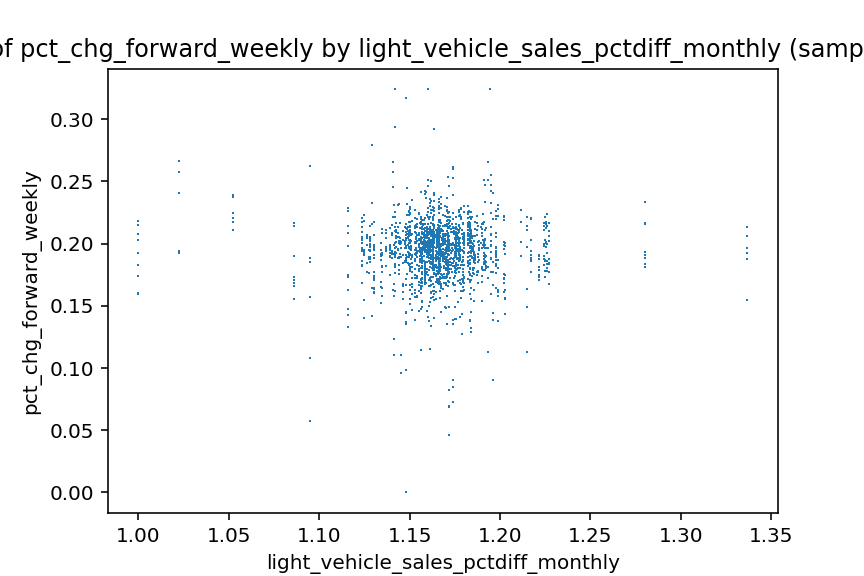 of pct_chg_forward_weekly by light_vehicle_sales_pctdiff_monthly (samp
0.30
0.25
0.20
0.15
0.10
0.05
0.00
pct_chg_forward_weekly
1.00 1.05 1.10 1.15 1.20 1.25 1.30 1.35
light_vehicle_sales_pctdiff_monthly